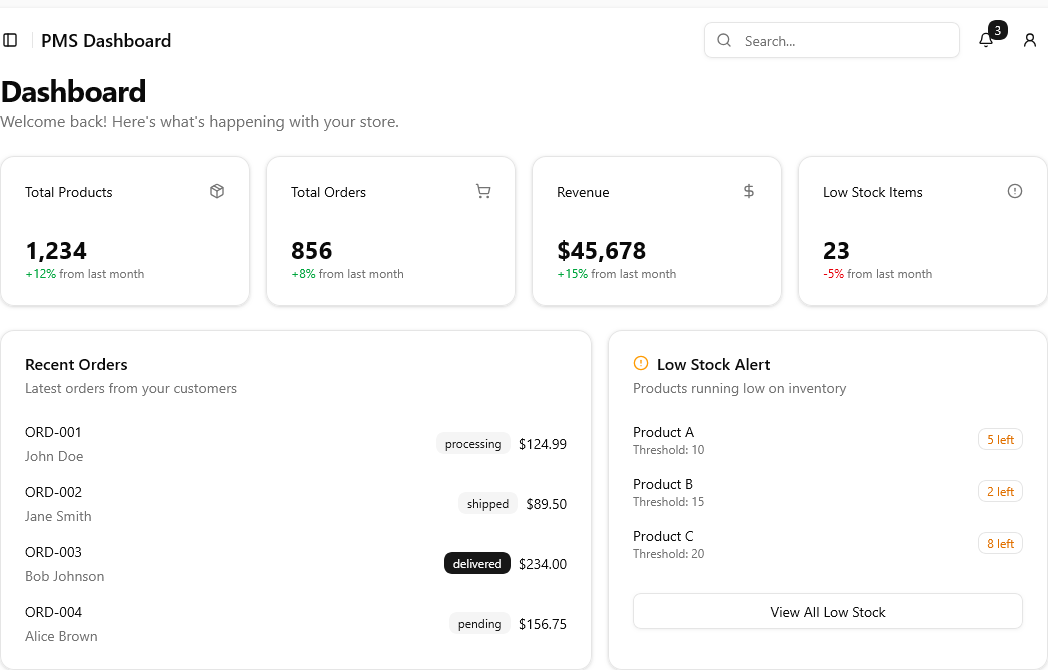 PMS Dashboard
Search...
3
Dashboard
Welcome back! Here's what's happening with your store.
Total Products
1,234
+12% from last month
Total Orders
856
+8% from last month
Revenue
$45,678
+15% from last month
Low Stock Items
23
-5% from last month
Recent Orders
Latest orders from your customers
ORD-001
John Doe
processing $124.99
ORD-002
Jane Smith
shipped $89.50
ORD-003
Bob Johnson
delivered $234.00
ORD-004
Alice Brown
pending $156.75
Low Stock Alert
Products running low on inventory
Product A
Threshold: 10
5 left
Product B
Threshold: 15
2 left
Product C
Threshold: 20
8 left
View All Low Stock